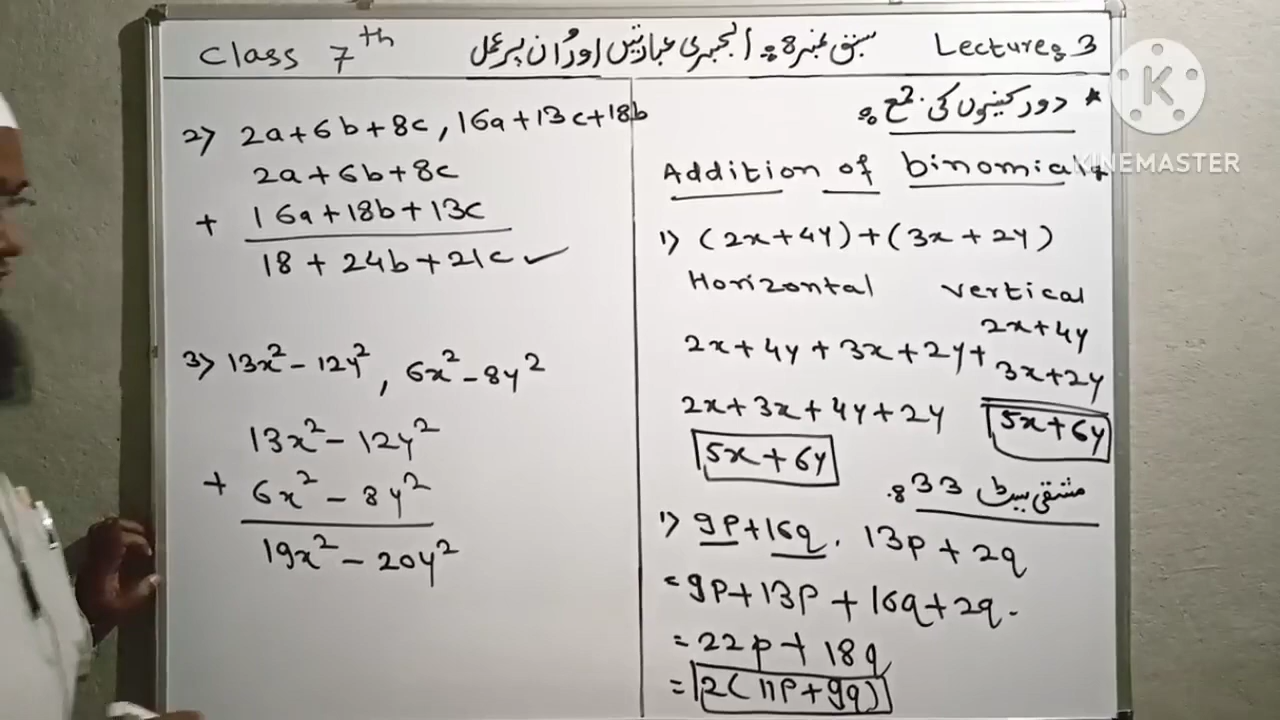 Class 7th سبق نمبر 8: الجبری عبارتیں اور اُن پر عمل Lecture: 3
2) 2a+6b+8c, 16a+13c+18b
2a+6b+8c
+ 16a+18b+13c
18 + 24b+21c ✓
3) 13x² - 12y², 6x² - 8y²
13x² - 12y²
+ 6x² - 8y²
19x² - 20y²
* دو رکنیوں کی جمع :
Addition of binomials
1) (2x+4y)+(3x+2y)
Horizontal vertical
2x+4y+3x+2y
2x+3x+4y+2y
5x+6y
2x+4y
+ 3x+2y
5x+6y
مشقی سیٹ 33 :
1) 9p+16q, 13p+2q
= 9p+13p+16q+2q.
= 22p+18q
= 2(11p+9q)
K
KINEMASTER